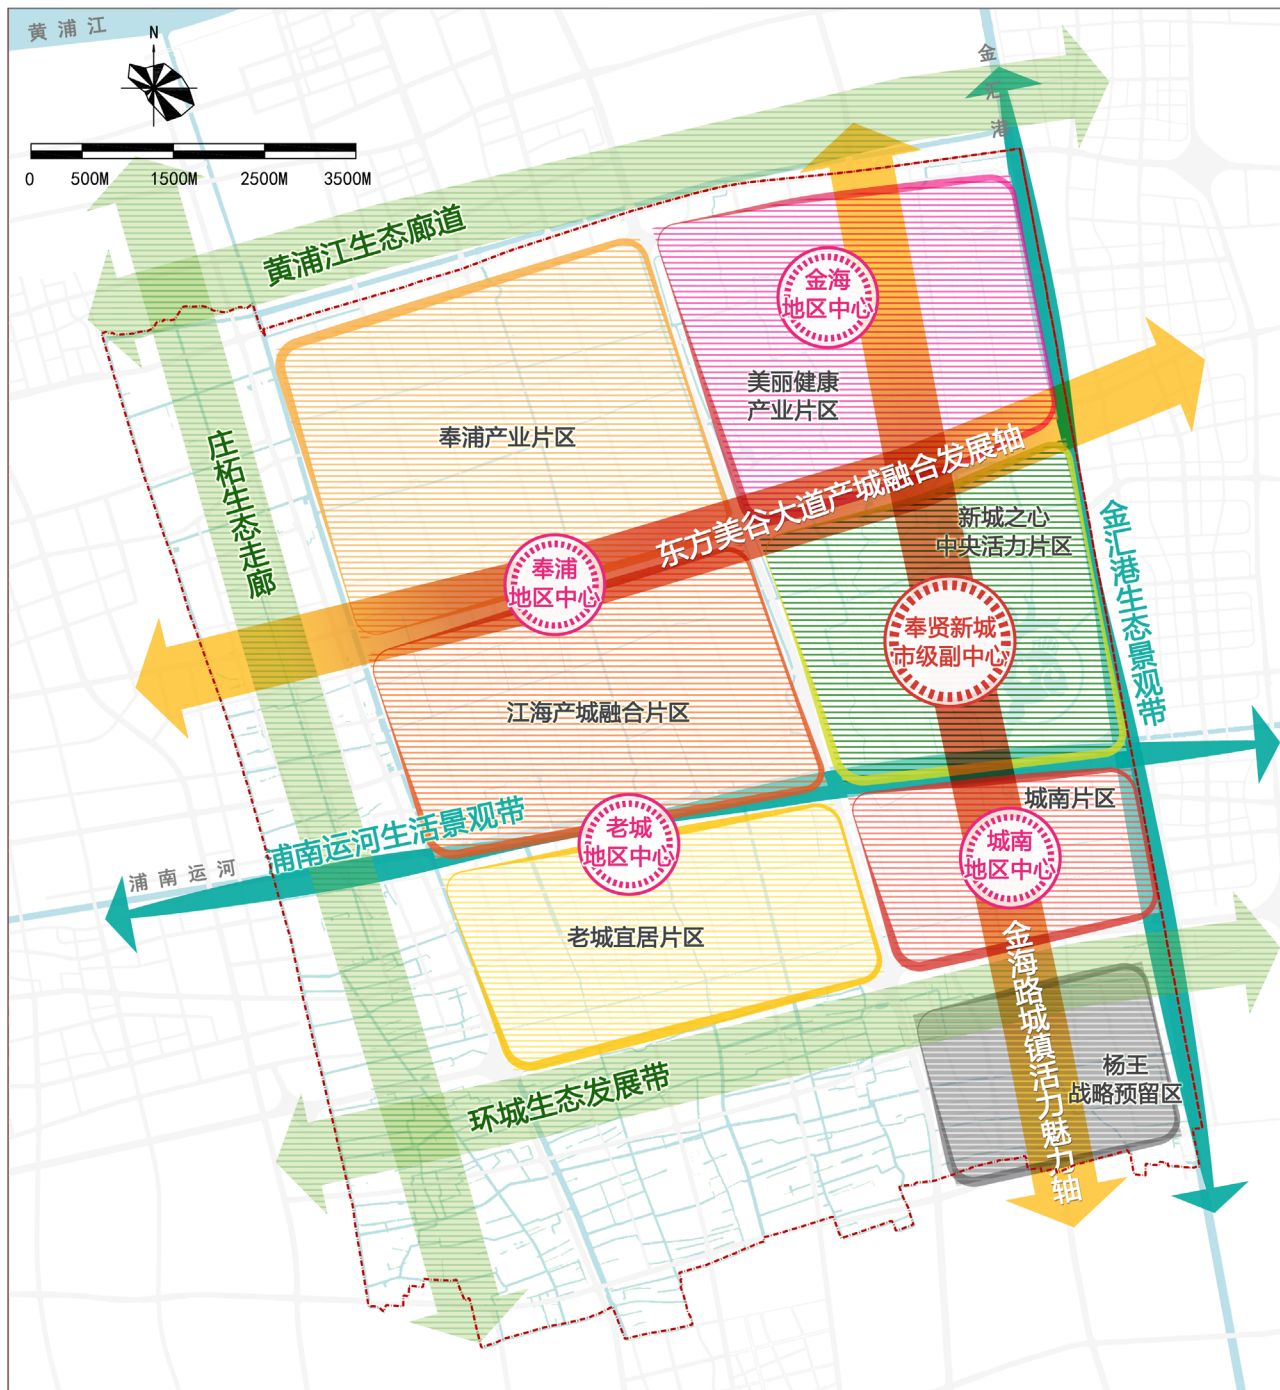 黄浦江
N
金汇港
0 500M 1500M 2500M 3500M
黄浦江生态廊道
金海
地区中心
美丽健康
产业片区
奉浦产业片区
庄柘生态走廊
东方美谷大道产城融合发展轴
新城之心
中央活力片区
金汇港生态景观带
奉浦
地区中心
奉贤新城
市级副中心
江海产城融合片区
浦南运河生活景观带
浦南运河
老城
地区中心
城南片区
城南
地区中心
老城宜居片区
金海路城镇活力魅力轴
杨王
战略预留区
环城生态发展带